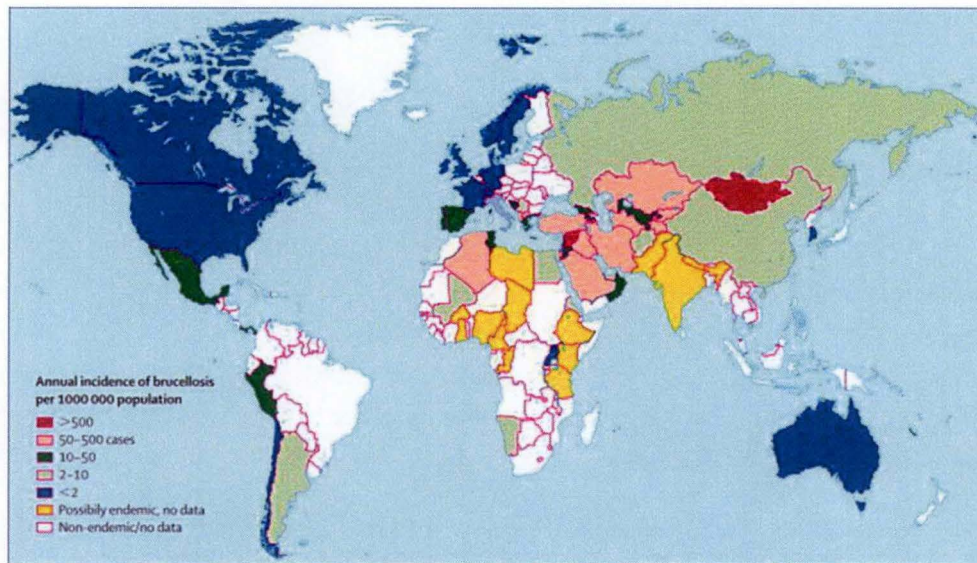 Annual incidence of brucellosis
per 1000 000 population
>500
50–500 cases
10–50
2–10
<2
Possibily endemic, no data
Non-endemic/no data